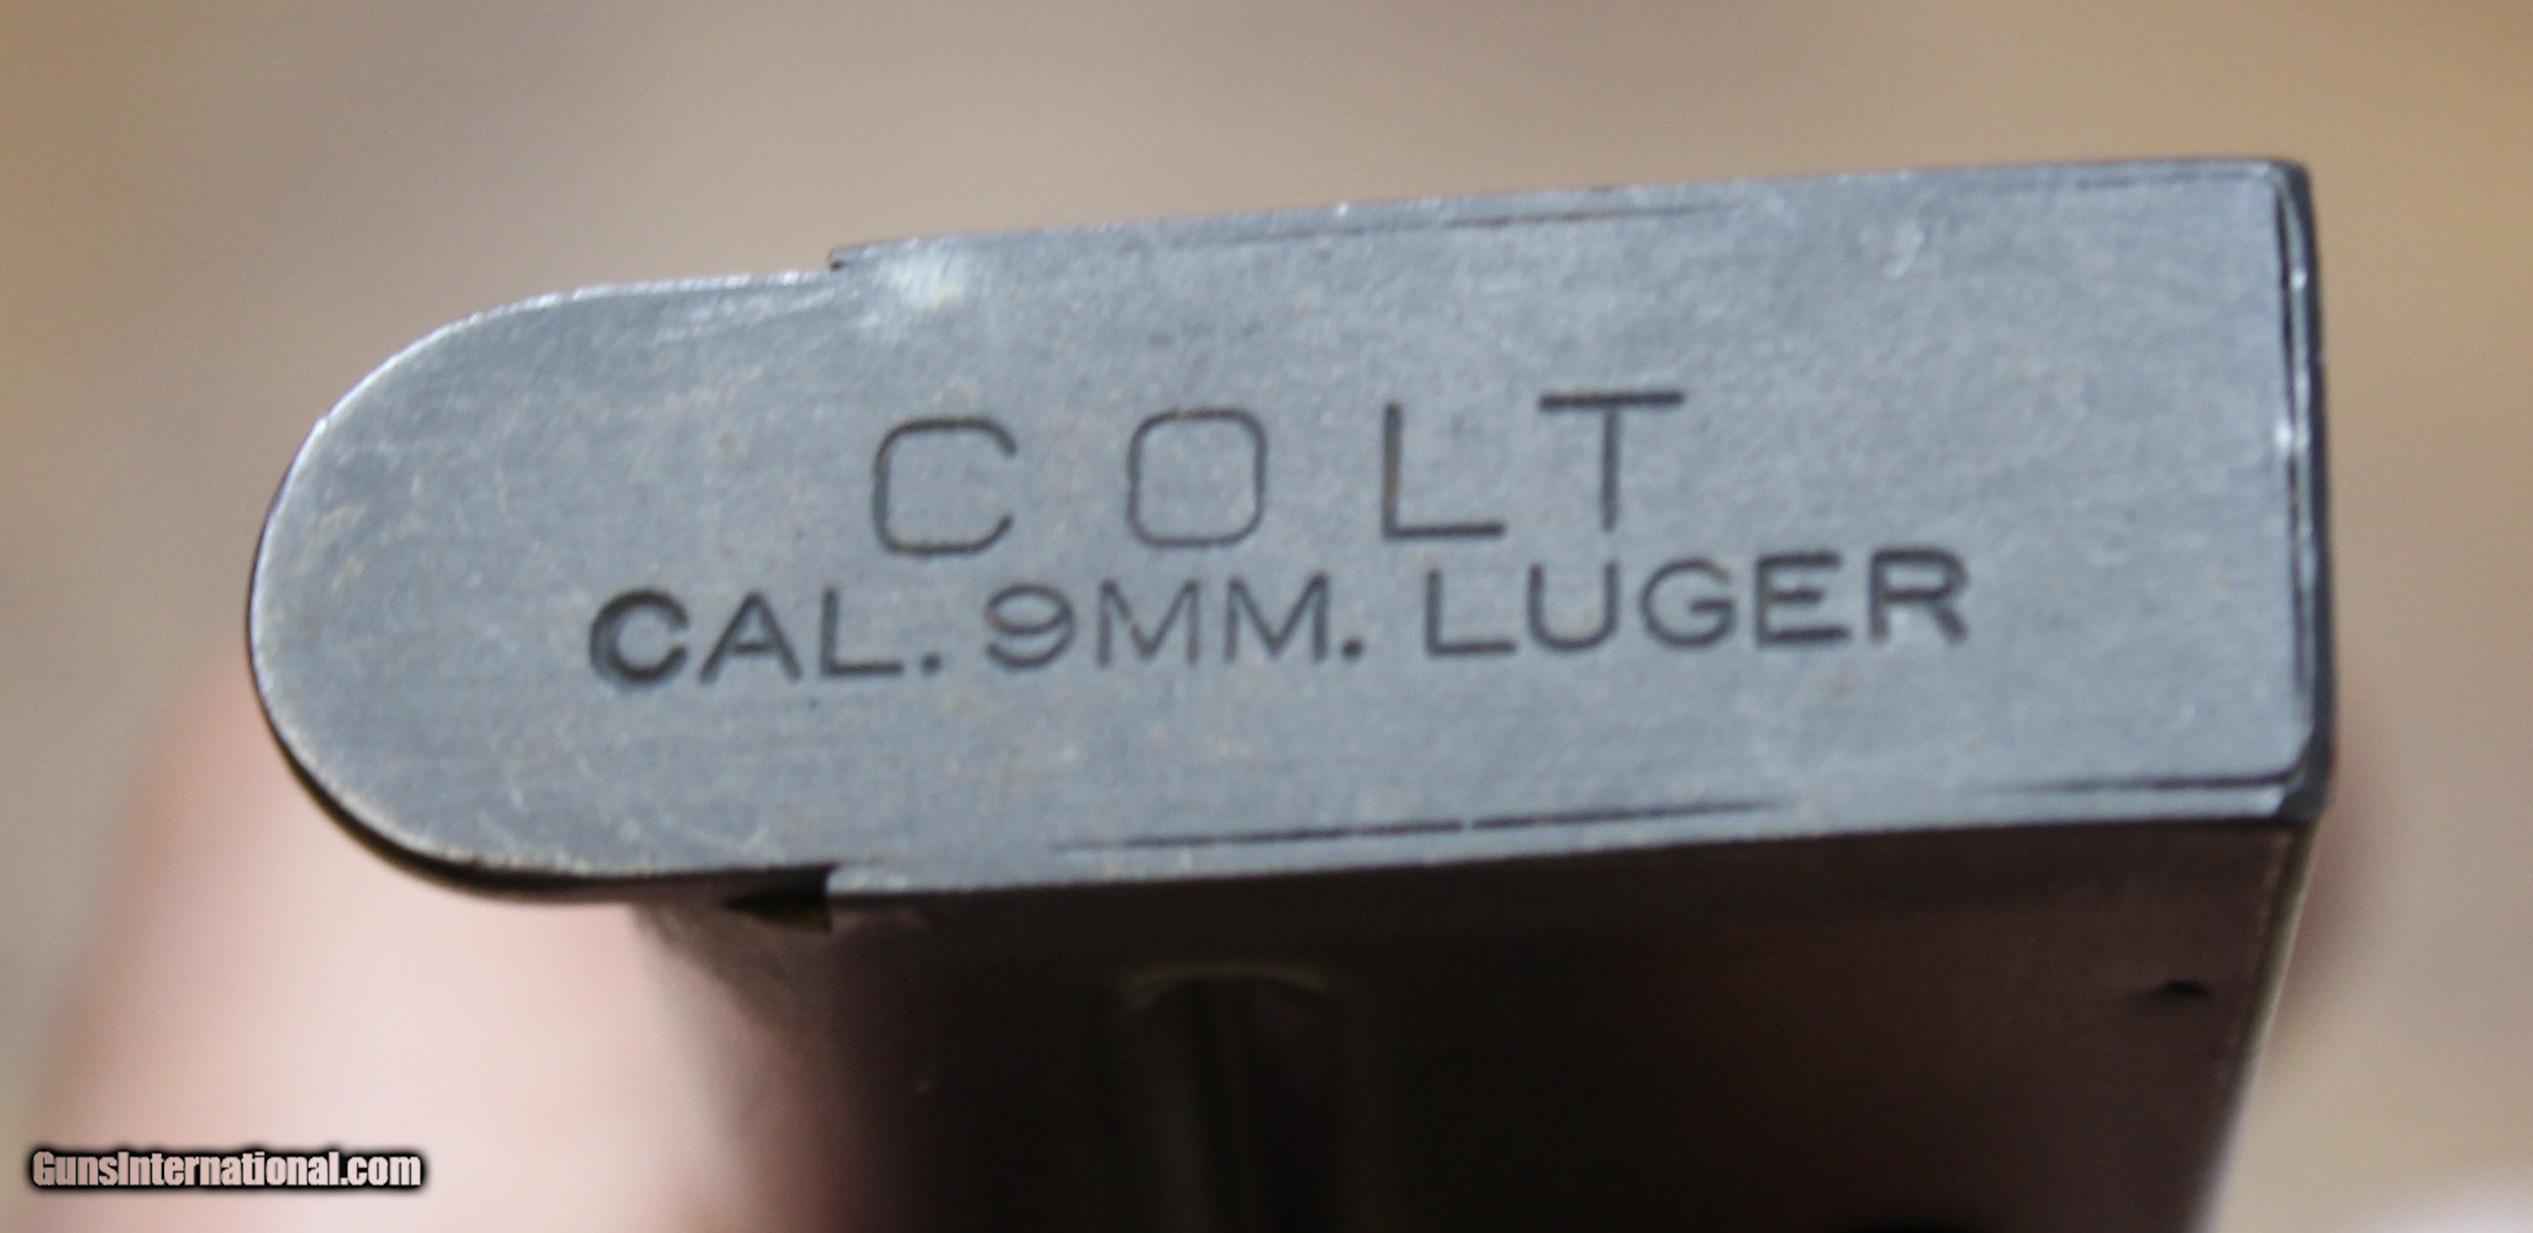 COLT
CAL. 9MM. LUGER
GunsInternational.com